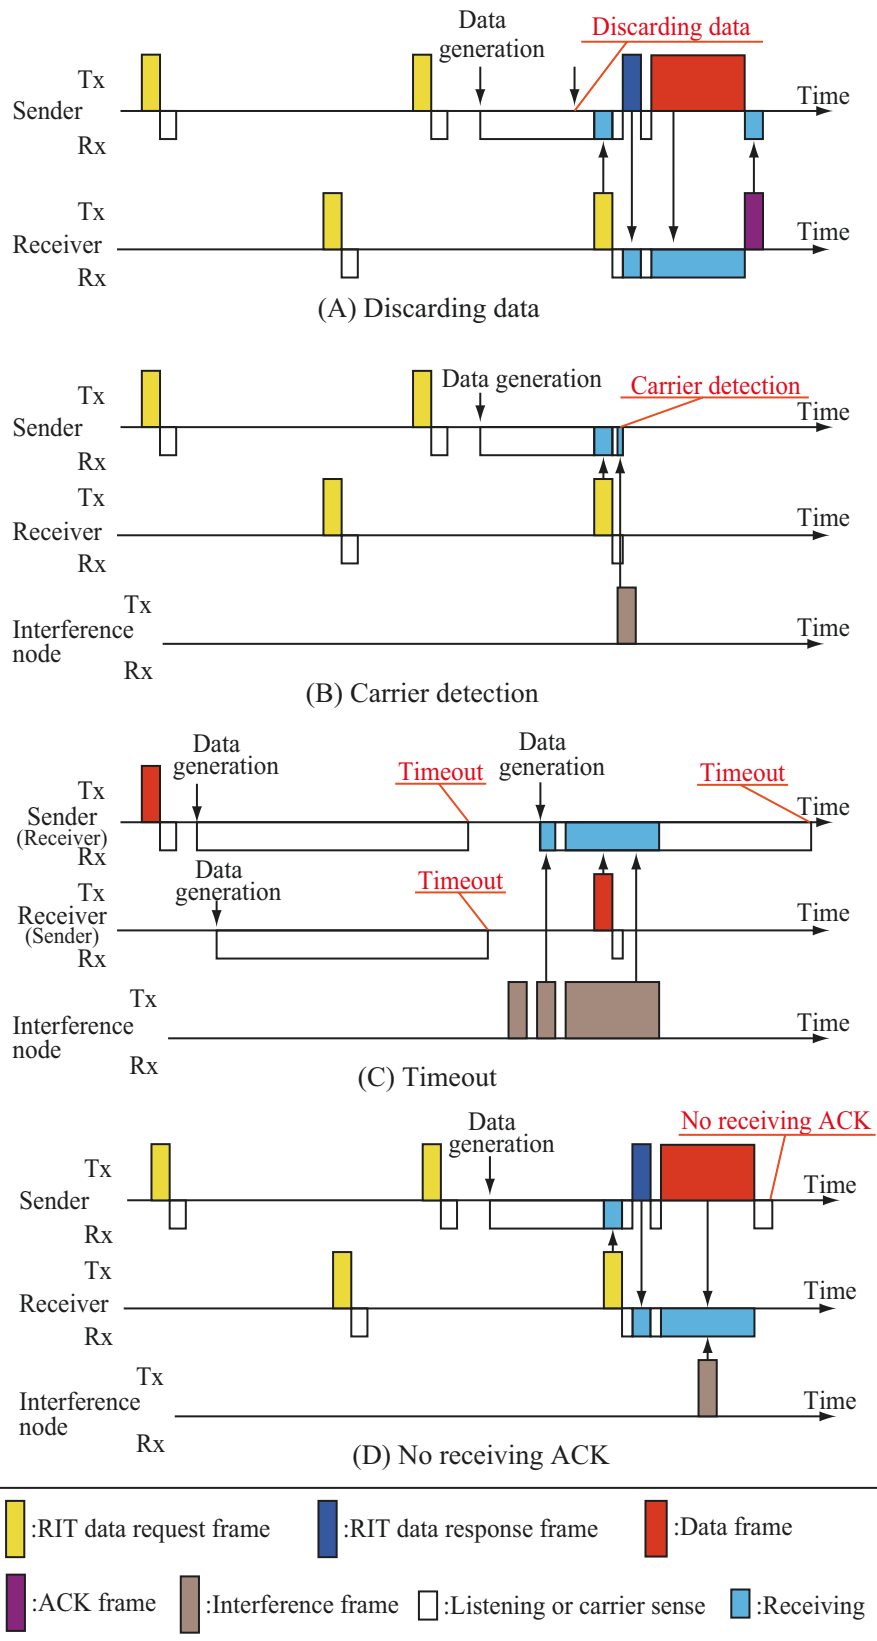 Data
generation
Discarding data
Tx
Sender
Rx
Time
Tx
Receiver
Rx
Time
(A) Discarding data
Tx
Sender
Rx
Data generation
Carrier detection
Time
Tx
Receiver
Rx
Time
Tx
Interference
node
Rx
Time
(B) Carrier detection
Data
generation
Timeout
Data
generation
Timeout
Tx
Sender
(Receiver)
Rx
Time
Data
generation
Timeout
Tx
Receiver
(Sender)
Rx
Time
Tx
Interference
node
Rx
Time
(C) Timeout
Data
generation
No receiving ACK
Tx
Sender
Rx
Time
Tx
Receiver
Rx
Time
Tx
Interference
node
Rx
Time
(D) No receiving ACK
:RIT data request frame
:RIT data response frame
:Data frame
:ACK frame
:Interference frame
:Listening or carrier sense
:Receiving